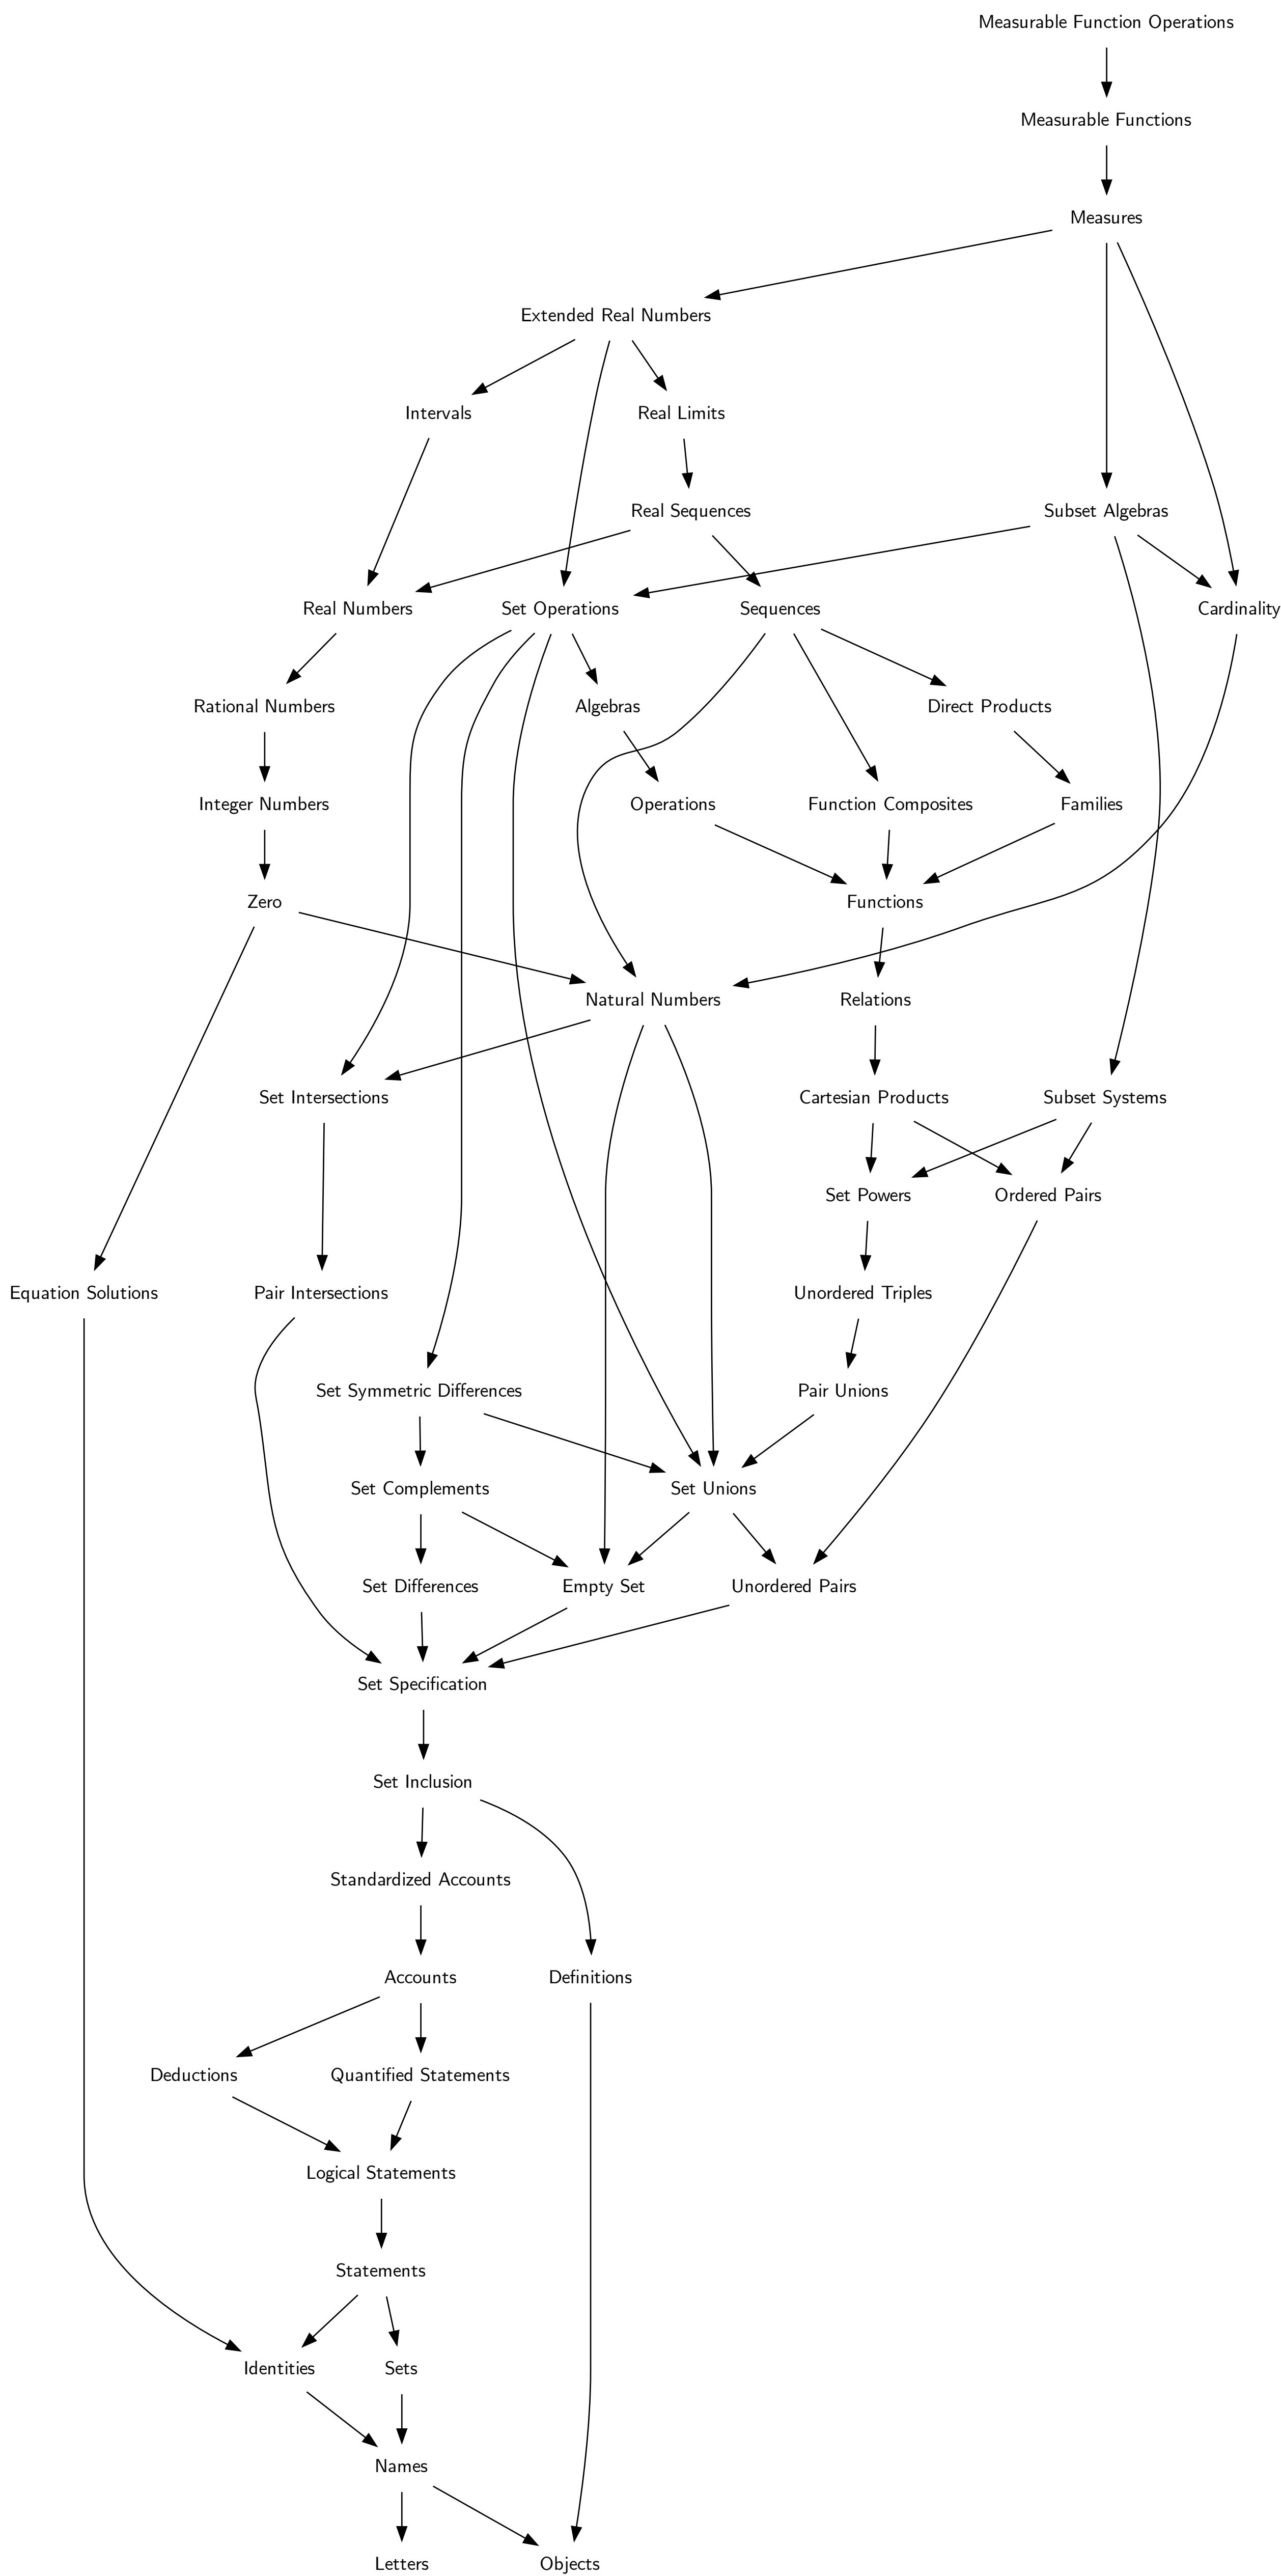 Measurable Function Operations
Measurable Functions
Measures
Extended Real Numbers
Intervals
Real Limits
Real Sequences
Subset Algebras
Real Numbers
Set Operations
Sequences
Cardinality
Rational Numbers
Algebras
Direct Products
Integer Numbers
Operations
Function Composites
Families
Zero
Functions
Natural Numbers
Relations
Set Intersections
Cartesian Products
Subset Systems
Set Powers
Ordered Pairs
Equation Solutions
Pair Intersections
Unordered Triples
Set Symmetric Differences
Pair Unions
Set Complements
Set Unions
Set Differences
Empty Set
Unordered Pairs
Set Specification
Set Inclusion
Standardized Accounts
Accounts
Definitions
Deductions
Quantified Statements
Logical Statements
Statements
Identities
Sets
Names
Letters
Objects